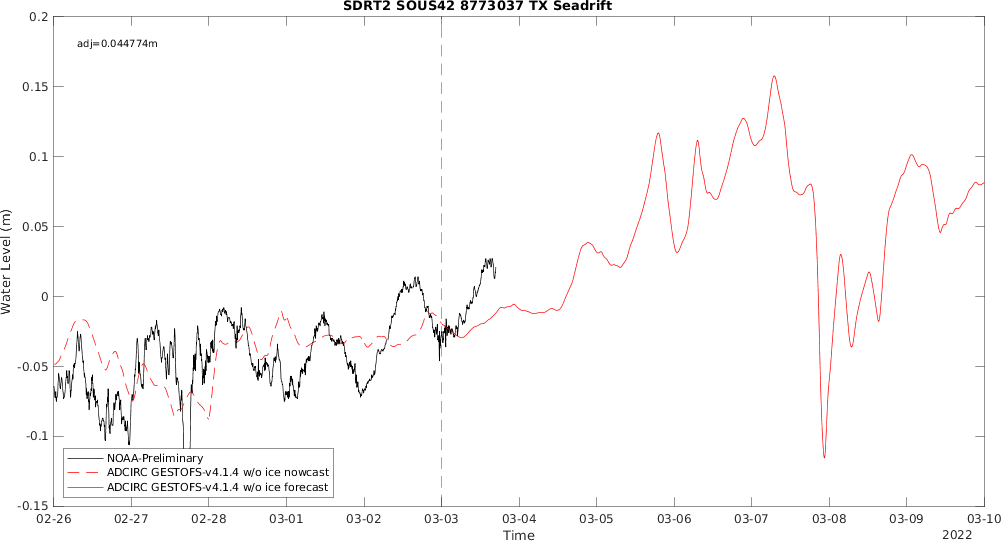 SDRT2 SOUS42 8773037 TX Seadrift
adj=0.044774m
0.2
0.15
0.1
0.05
0
-0.05
-0.1
-0.15
Water Level (m)
NOAA-Preliminary
ADCIRC GESTOFS-v4.1.4 w/o ice nowcast
ADCIRC GESTOFS-v4.1.4 w/o ice forecast
02-26 02-27 02-28 03-01 03-02 03-03 03-04 03-05 03-06 03-07 03-08 03-09 03-10
Time
2022